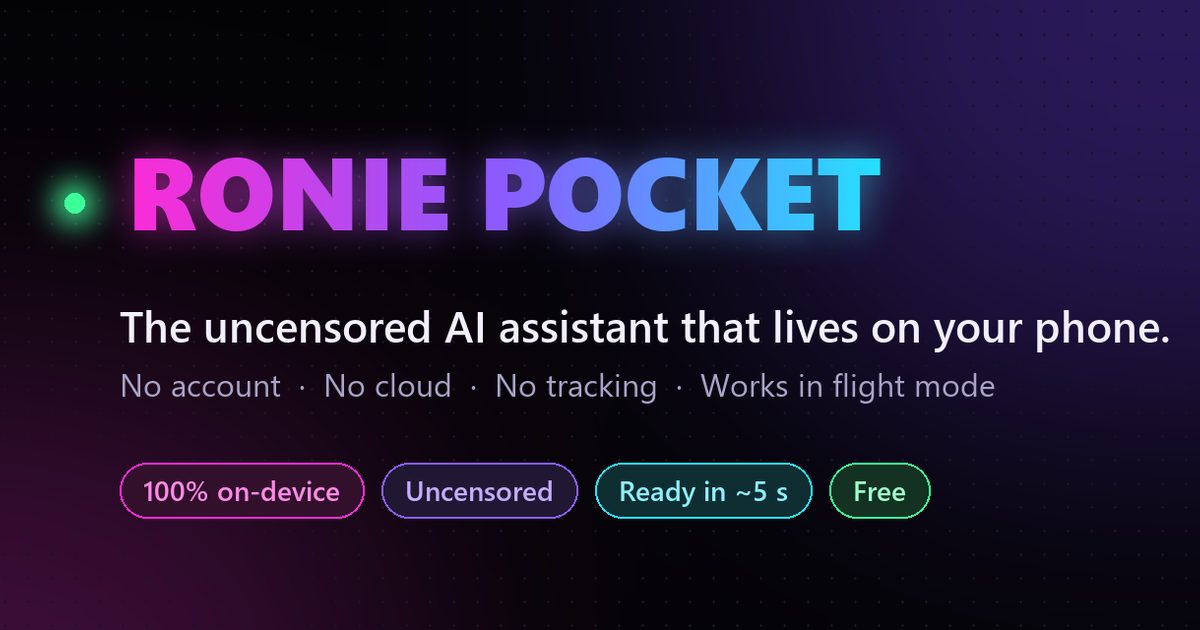 RONIE POCKET
The uncensored AI assistant that lives on your phone.
No account · No cloud · No tracking · Works in flight mode
100% on-device Uncensored Ready in ~5 s Free